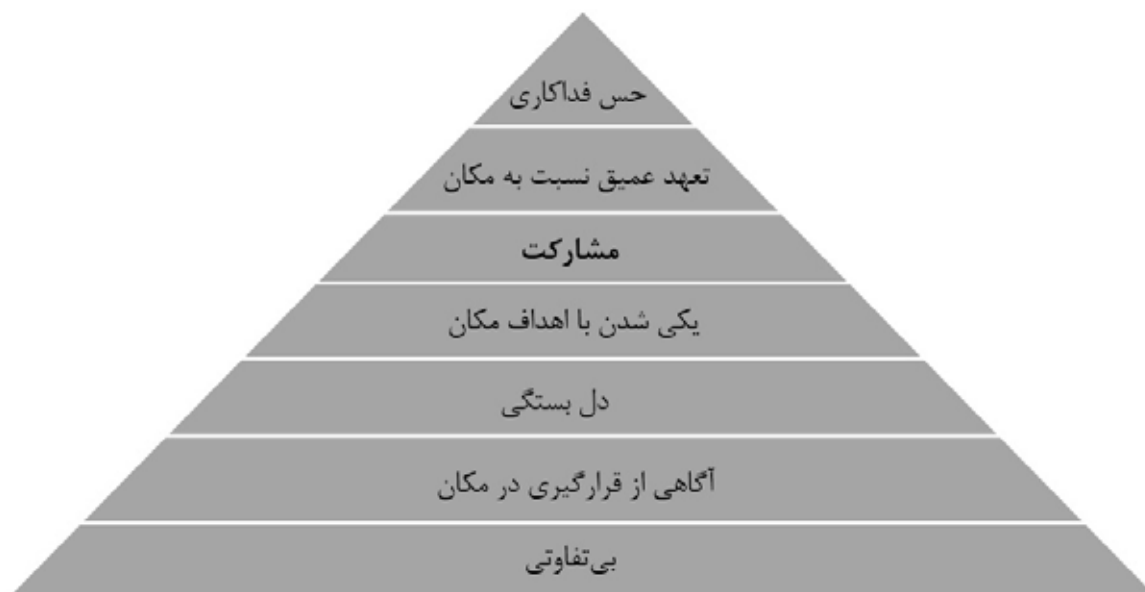 حس فداکاری
تعهد عمیق نسبت به مکان
مشارکت
یکی شدن با اهداف مکان
دل بستگی
آگاهی از قرارگیری در مکان
بی‌تفاوتی